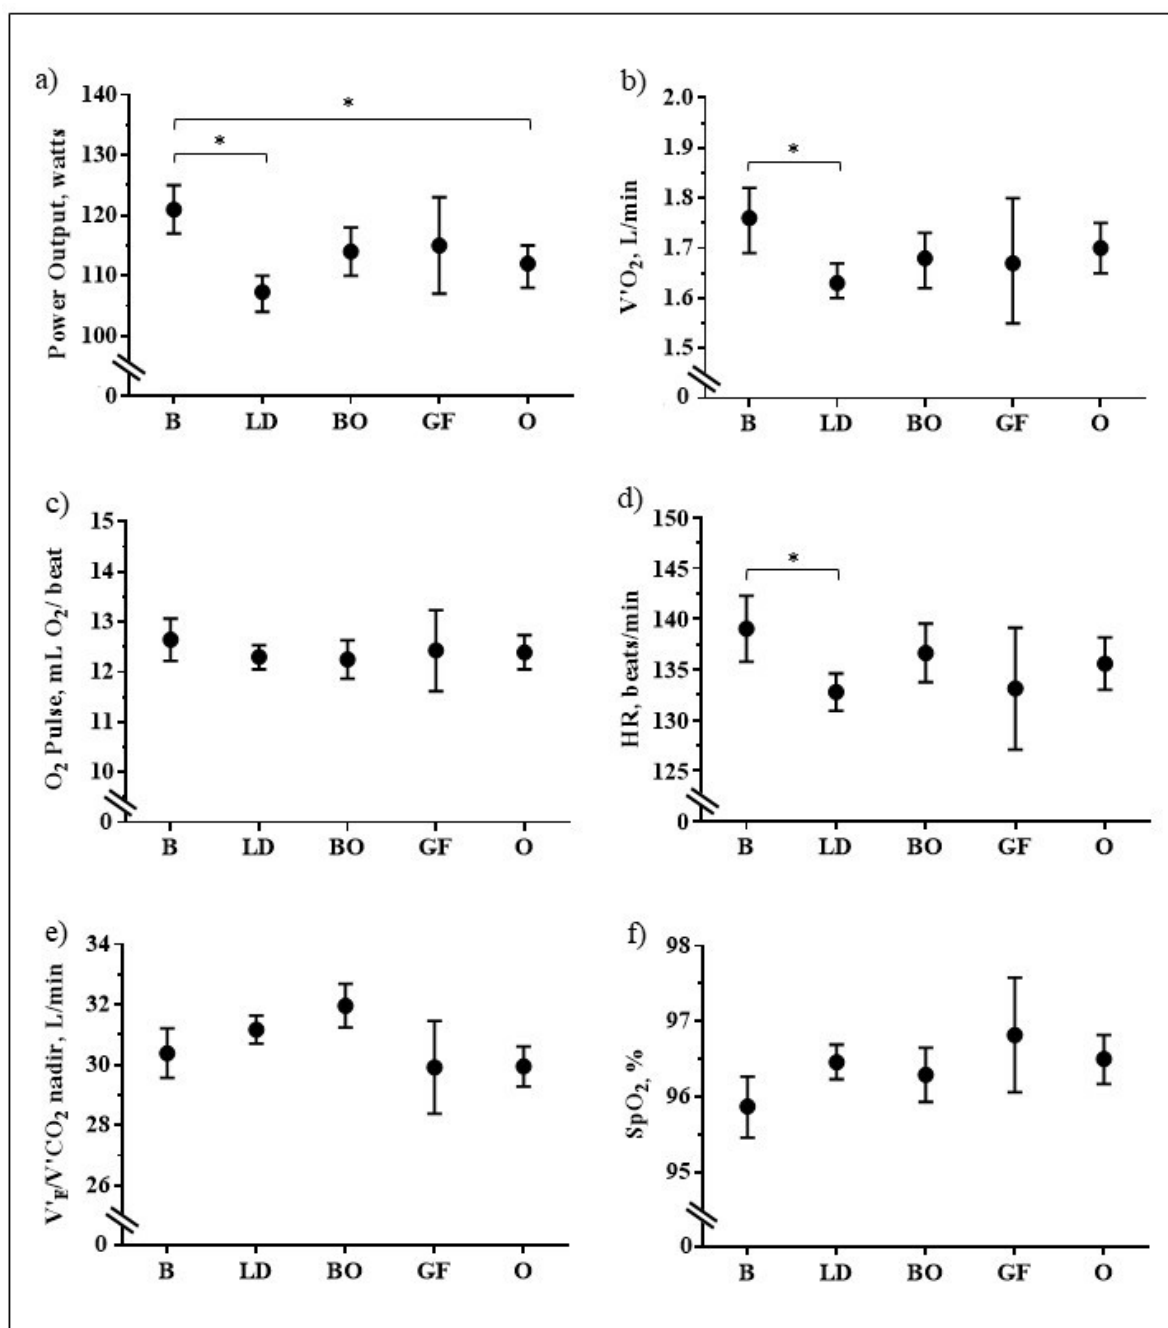 a)
Power Output, watts
140
130
120
110
100
0
*
*
B LD BO GF O
b)
V'O₂, L/min
2.0
1.9
1.8
1.7
1.6
1.5
0
*
B LD BO GF O
c)
O₂ Pulse, mL O₂/ beat
15
14
13
12
11
10
0
B LD BO GF O
d)
HR, beats/min
150
145
140
135
130
125
0
*
B LD BO GF O
e)
V'E/V'CO₂ nadir, L/min
34
32
30
28
26
0
B LD BO GF O
f)
SpO₂, %
98
97
96
95
0
B LD BO GF O